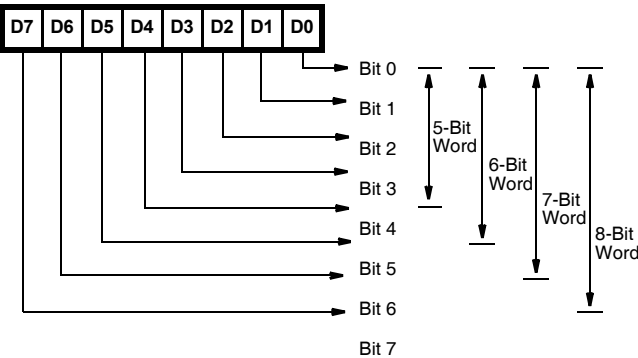 D7 D6 D5 D4 D3 D2 D1 D0
Bit 0
Bit 1
Bit 2
Bit 3
Bit 4
Bit 5
Bit 6
Bit 7
5-Bit
Word
6-Bit
Word
7-Bit
Word
8-Bit
Word